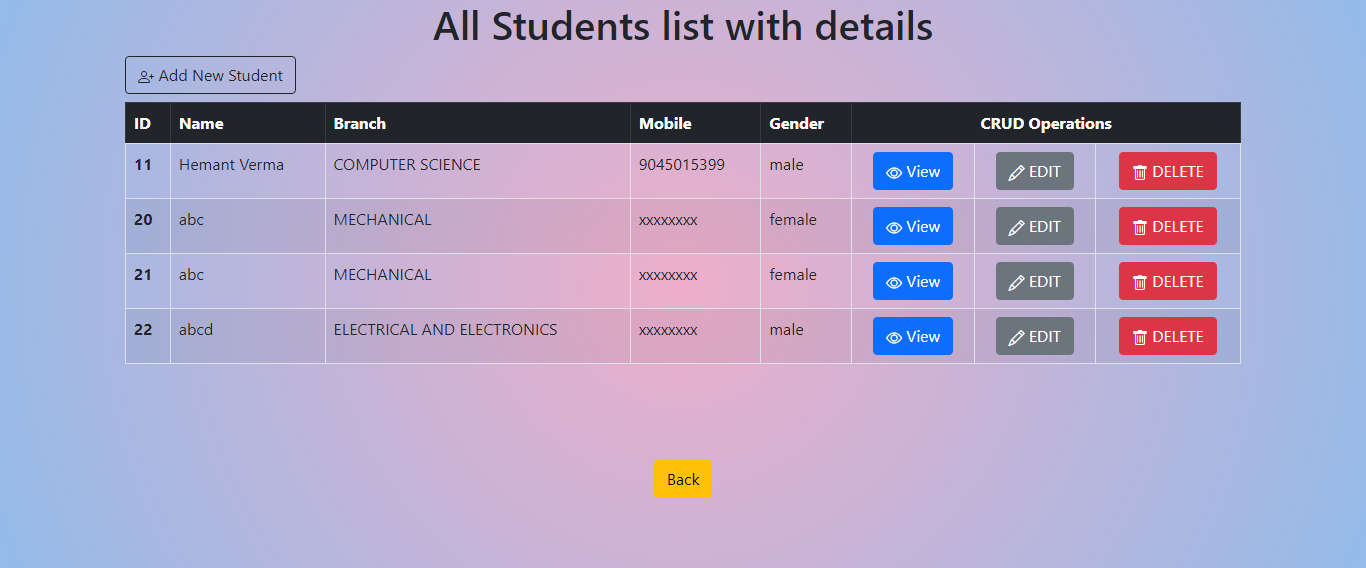 All Students list with details
Add New Student
ID Name Branch Mobile Gender CRUD Operations
11 Hemant Verma COMPUTER SCIENCE 9045015399 male View EDIT DELETE
20 abc MECHANICAL xxxxxxxx female View EDIT DELETE
21 abc MECHANICAL xxxxxxxx female View EDIT DELETE
22 abcd ELECTRICAL AND ELECTRONICS xxxxxxxx male View EDIT DELETE
Back